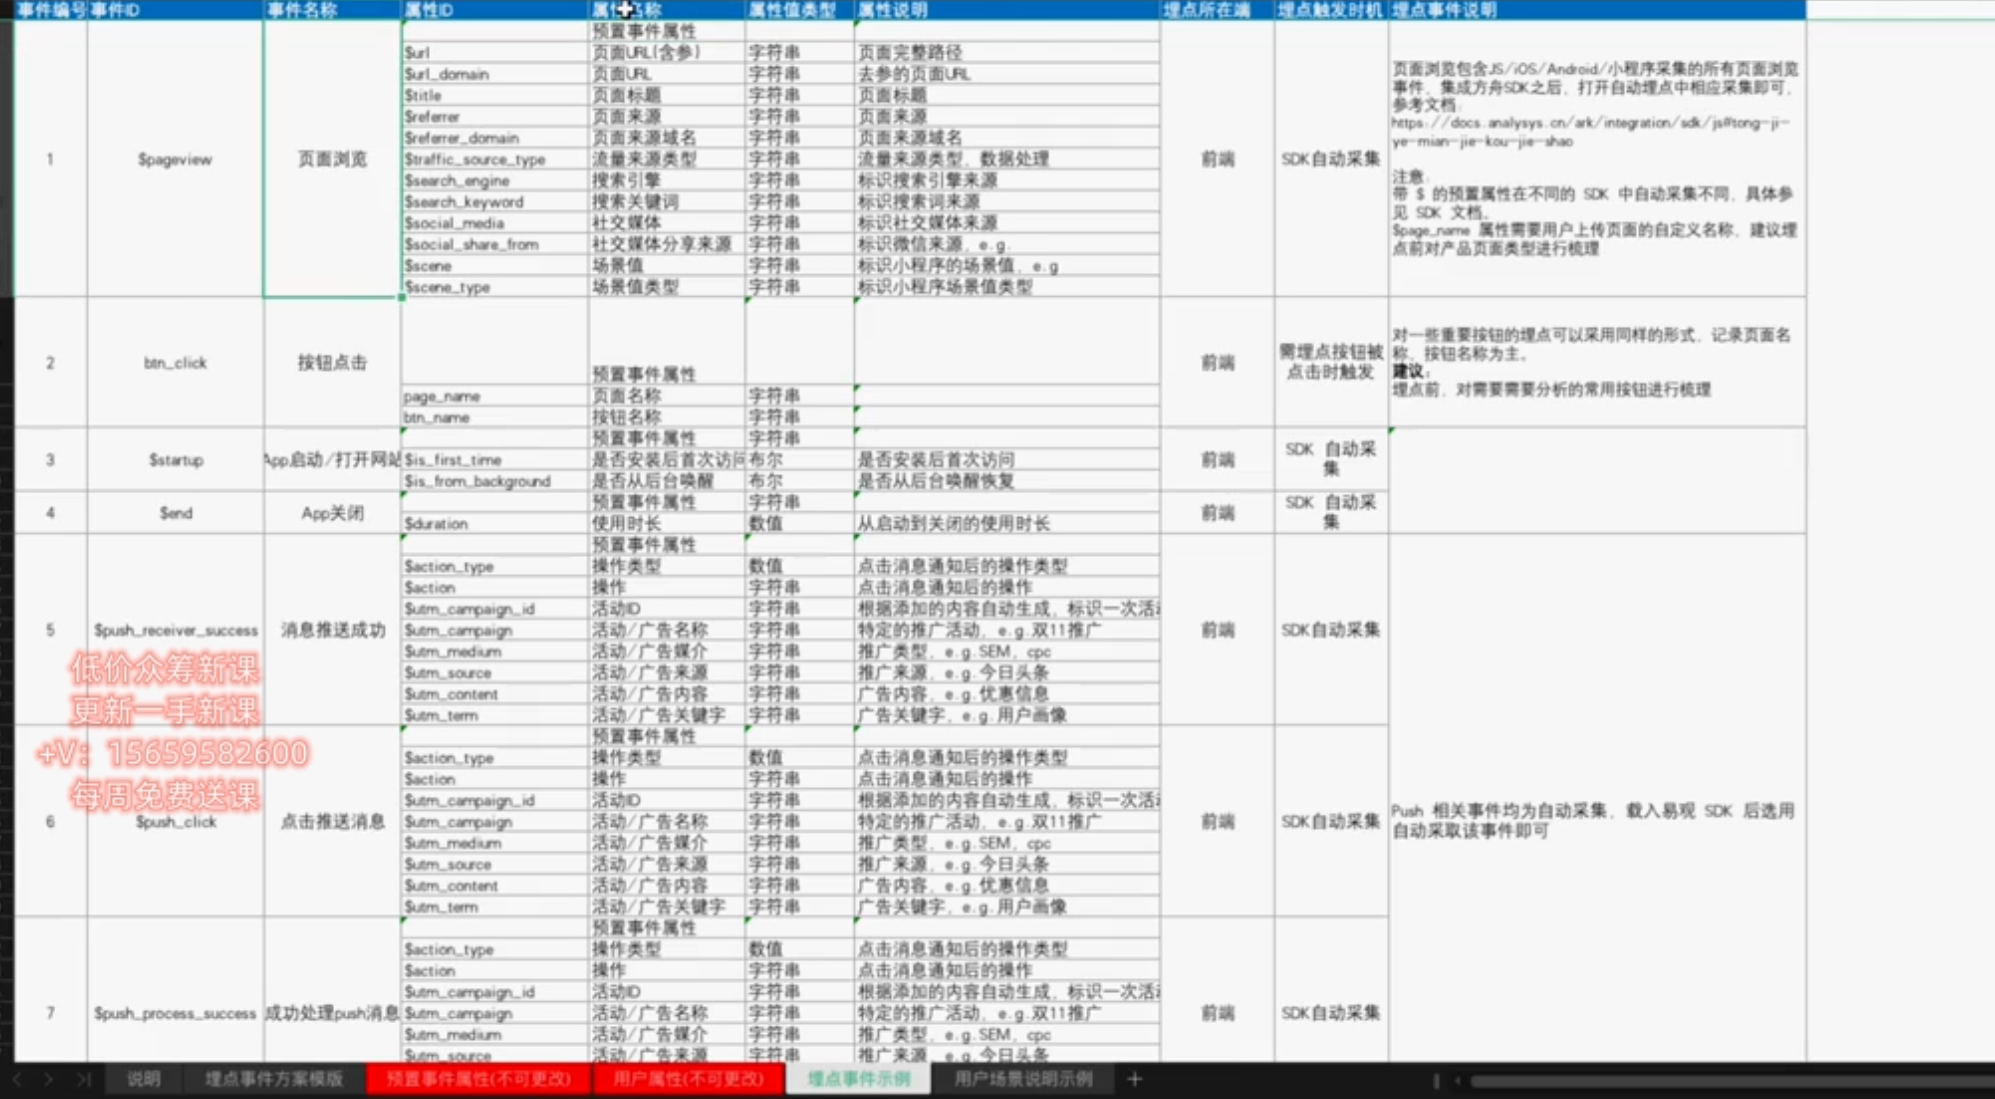 事件编号 事件ID 事件名称 属性ID 属性名称 属性值类型 属性说明 埋点所在端 埋点触发时机 埋点事件说明
1 $pageview 页面浏览 前端 SDK自动采集
预置事件属性
$url 页面URL(含参) 字符串 页面完整路径
$url_domain 页面URL 字符串 去参的页面URL
$title 页面标题 字符串 页面标题
$referrer 页面来源 字符串 页面来源
$referrer_domain 页面来源域名 字符串 页面来源域名
$traffic_source_type 流量来源类型 字符串 流量来源类型，数据处理
$search_engine 搜索引擎 字符串 标识搜索引擎来源
$search_keyword 搜索关键词 字符串 标识搜索词来源
$social_media 社交媒体 字符串 标识社交媒体来源
$social_share_from 社交媒体分享来源 字符串 标识微信来源，e.g.
$scene 场景值 字符串 标识小程序的场景值，e.g
$scene_type 场景值类型 字符串 标识小程序场景值类型
页面浏览包含JS/iOS/Android/小程序采集的所有页面浏览
事件，集成方舟SDK之后，打开自动埋点中相应采集即可，
参考文档：
https://docs.analysys.cn/ark/integration/sdk/js#tong-ji-
ye-mian-jie-kou-jie-shao
注意：
带 $ 的预置属性在不同的 SDK 中自动采集不同，具体参
见 SDK 文档。
$page_name 属性需要用户上传页面的自定义名称，建议埋
点前对产品页面类型进行梳理
2 btn_click 按钮点击 前端 需埋点按钮被
点击时触发
预置事件属性
page_name 页面名称 字符串
btn_name 按钮名称 字符串
对一些重要按钮的埋点可以采用同样的形式，记录页面名
称，按钮名称为主。
建议：
埋点前，对需要需要分析的常用按钮进行梳理
3 $startup App启动/打开网站 前端 SDK 自动采
集
预置事件属性 字符串
$is_first_time 是否安装后首次访问 布尔 是否安装后首次访问
$is_from_background 是否从后台唤醒 布尔 是否从后台唤醒恢复
4 $end App关闭 前端 SDK 自动采
集
预置事件属性 字符串
$duration 使用时长 数值 从启动到关闭的使用时长
5 $push_receiver_success 消息推送成功 前端 SDK自动采集
预置事件属性
$action_type 操作类型 数值 点击消息通知后的操作类型
$action 操作 字符串 点击消息通知后的操作
$utm_campaign_id 活动ID 字符串 根据添加的内容自动生成，标识一次活
$utm_campaign 活动/广告名称 字符串 特定的推广活动，e.g.双11推广
$utm_medium 活动/广告媒介 字符串 推广类型，e.g.SEM，cpc
$utm_source 活动/广告来源 字符串 推广来源，e.g.今日头条
$utm_content 活动/广告内容 字符串 广告内容，e.g.优惠信息
$utm_term 活动/广告关键字 字符串 广告关键字，e.g.用户画像
6 $push_click 点击推送消息 前端 SDK自动采集
预置事件属性
$action_type 操作类型 数值 点击消息通知后的操作类型
$action 操作 字符串 点击消息通知后的操作
$utm_campaign_id 活动ID 字符串 根据添加的内容自动生成，标识一次活
$utm_campaign 活动/广告名称 字符串 特定的推广活动，e.g.双11推广
$utm_medium 活动/广告媒介 字符串 推广类型，e.g.SEM，cpc
$utm_source 活动/广告来源 字符串 推广来源，e.g.今日头条
$utm_content 活动/广告内容 字符串 广告内容，e.g.优惠信息
$utm_term 活动/广告关键字 字符串 广告关键字，e.g.用户画像
Push 相关事件均为自动采集，载入易观 SDK 后选用
自动采取该事件即可
7 $push_process_success 成功处理push消息 前端 SDK自动采集
预置事件属性
$action_type 操作类型 数值 点击消息通知后的操作类型
$action 操作 字符串 点击消息通知后的操作
$utm_campaign_id 活动ID 字符串 根据添加的内容自动生成，标识一次活
$utm_campaign 活动/广告名称 字符串 特定的推广活动，e.g.双11推广
$utm_medium 活动/广告媒介 字符串 推广类型，e.g.SEM，cpc
$utm_source 活动/广告来源 字符串 推广来源，e.g.今日头条
低价众筹新课
更新一手新课
+V：15659582600
每周免费送课
说明 埋点事件方案模版 预置事件属性(不可更改) 用户属性(不可更改) 埋点事件示例 用户场景说明示例 +